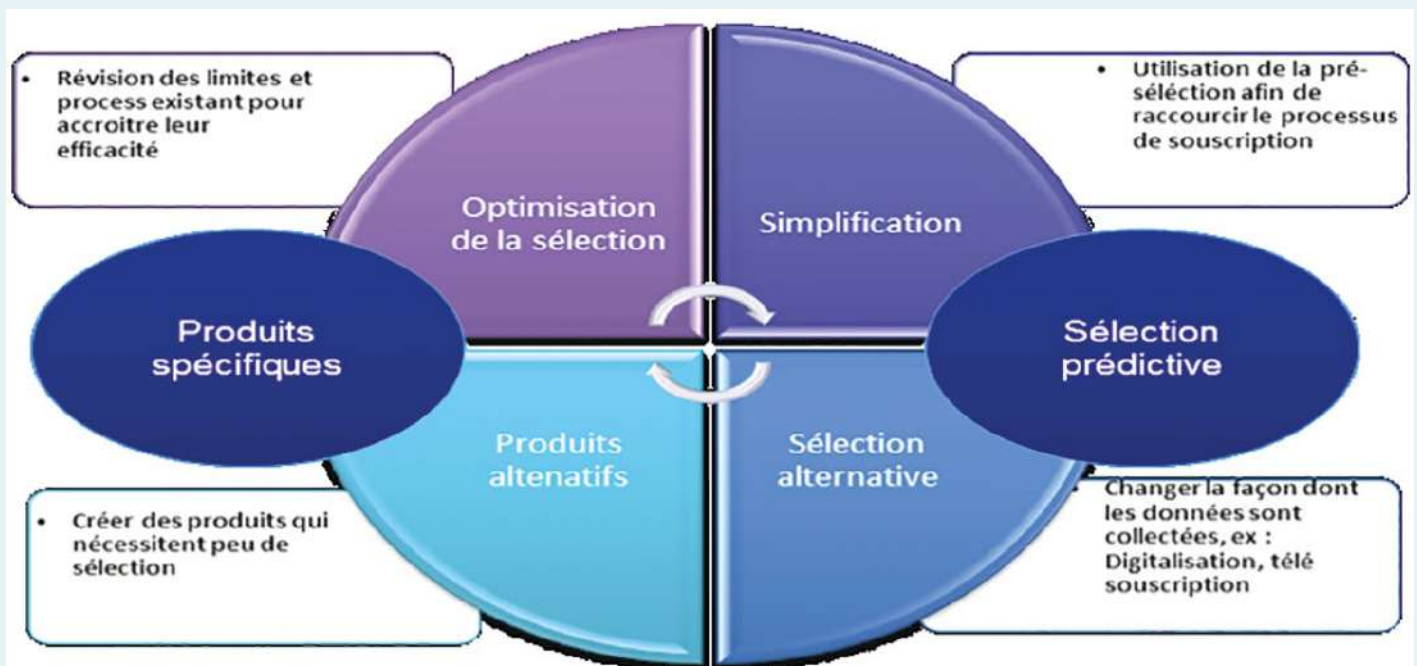 • Révision des limites et
process existant pour
accroitre leur
efficacité
• Utilisation de la pré-
séléction afin de
raccourcir le processus
de souscription
Optimisation
de la sélection
Simplification
Produits
spécifiques
Sélection
prédictive
Produits
altenatifs
Sélection
alternative
• Créer des produits qui
nécessitent peu de
sélection
• Changer la façon dont
les données sont
collectées, ex :
Digitalisation, télé
souscription